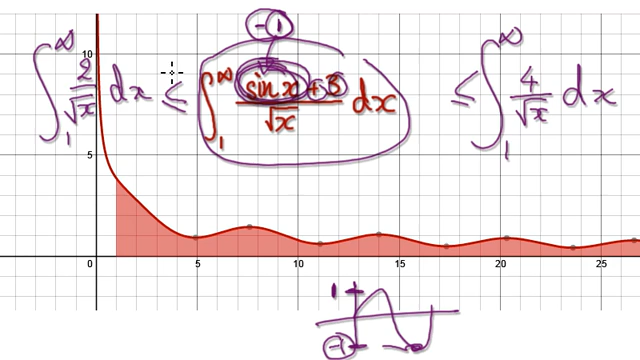 -1
∫₁^∞ 2/√x dx ≤ ∫₁^∞ (sin x + 3)/√x dx ≤ ∫₁^∞ 4/√x dx
10
5
0 5 10 15 20 25
1
-1